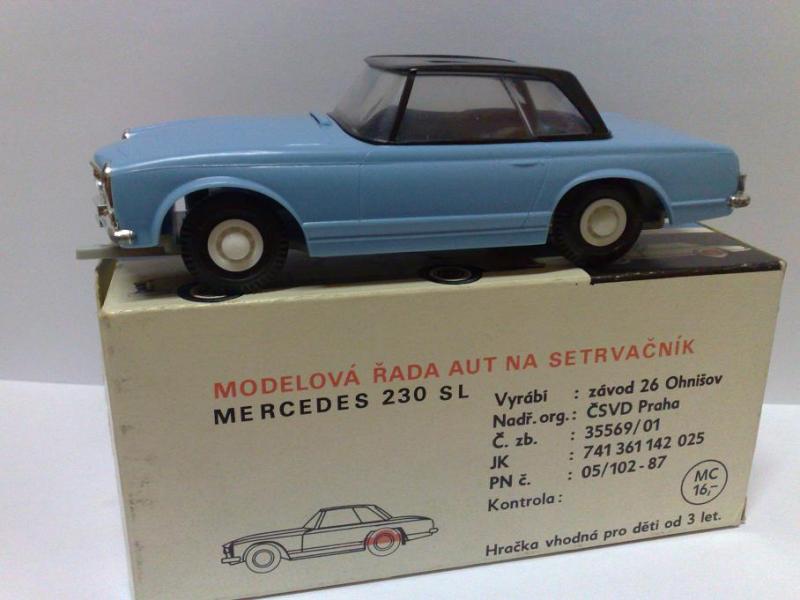 MODELOVÁ ŘADA AUT NA SETRVAČNÍK
MERCEDES 230 SL
Vyrábí : závod 26 Ohnišov
Nadř. org.: ČSVD Praha
Č. zb. : 35569/01
JK : 741 361 142 025
PN č. : 05/102-87
Kontrola:
MC
16,-
Hračka vhodná pro děti od 3 let.